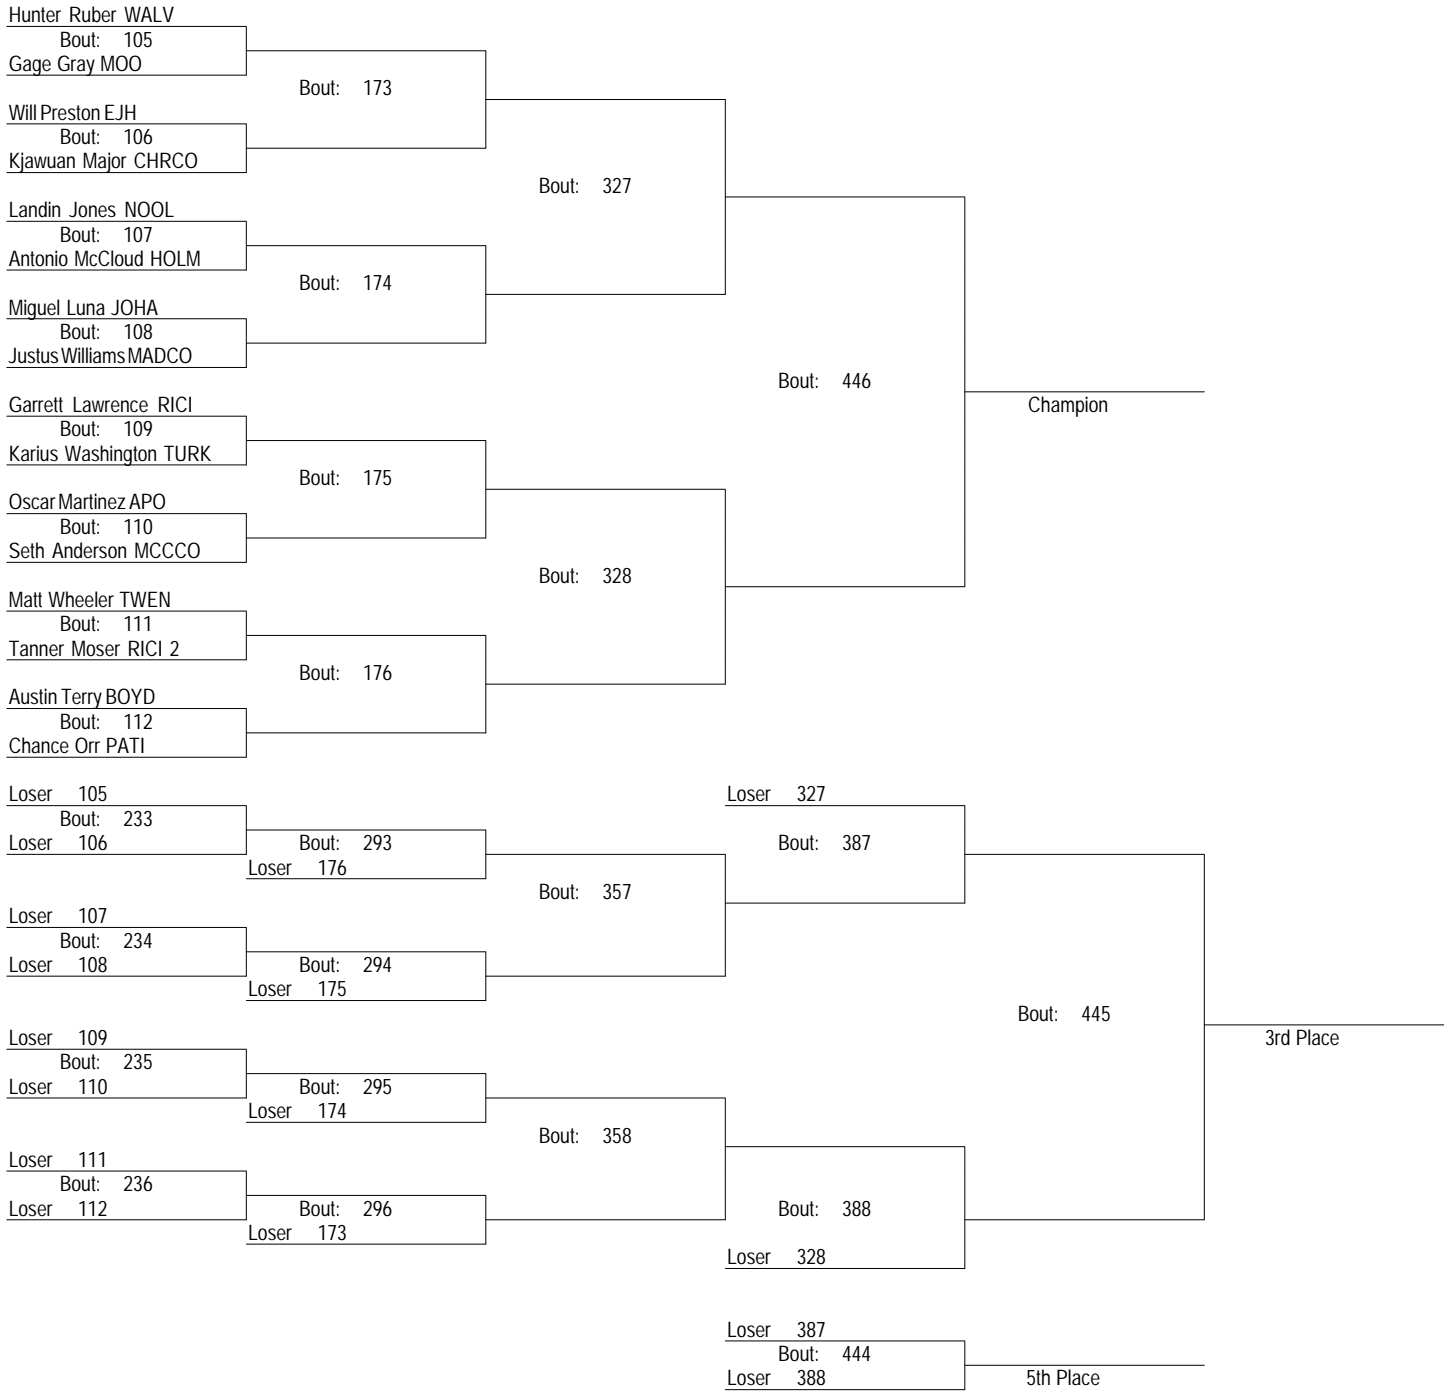 Hunter Ruber WALV
Bout: 105
Gage Gray MOO
Bout: 173
Will Preston EJH
Bout: 106
Kjawuan Major CHRCO
Bout: 327
Landin Jones NOOL
Bout: 107
Antonio McCloud HOLM
Bout: 174
Miguel Luna JOHA
Bout: 108
Justus Williams MADCO
Bout: 446
Champion
Garrett Lawrence RICI
Bout: 109
Karius Washington TURK
Bout: 175
Oscar Martinez APO
Bout: 110
Seth Anderson MCCCO
Bout: 328
Matt Wheeler TWEN
Bout: 111
Tanner Moser RICI 2
Bout: 176
Austin Terry BOYD
Bout: 112
Chance Orr PATI
Loser 105
Bout: 233
Loser 106
Bout: 293
Loser 176
Loser 327
Bout: 387
Bout: 357
Loser 107
Bout: 234
Loser 108
Bout: 294
Loser 175
Bout: 445
3rd Place
Loser 109
Bout: 235
Loser 110
Bout: 295
Loser 174
Bout: 358
Loser 111
Bout: 236
Loser 112
Bout: 296
Loser 173
Bout: 388
Loser 328
Loser 387
Bout: 444
Loser 388
5th Place